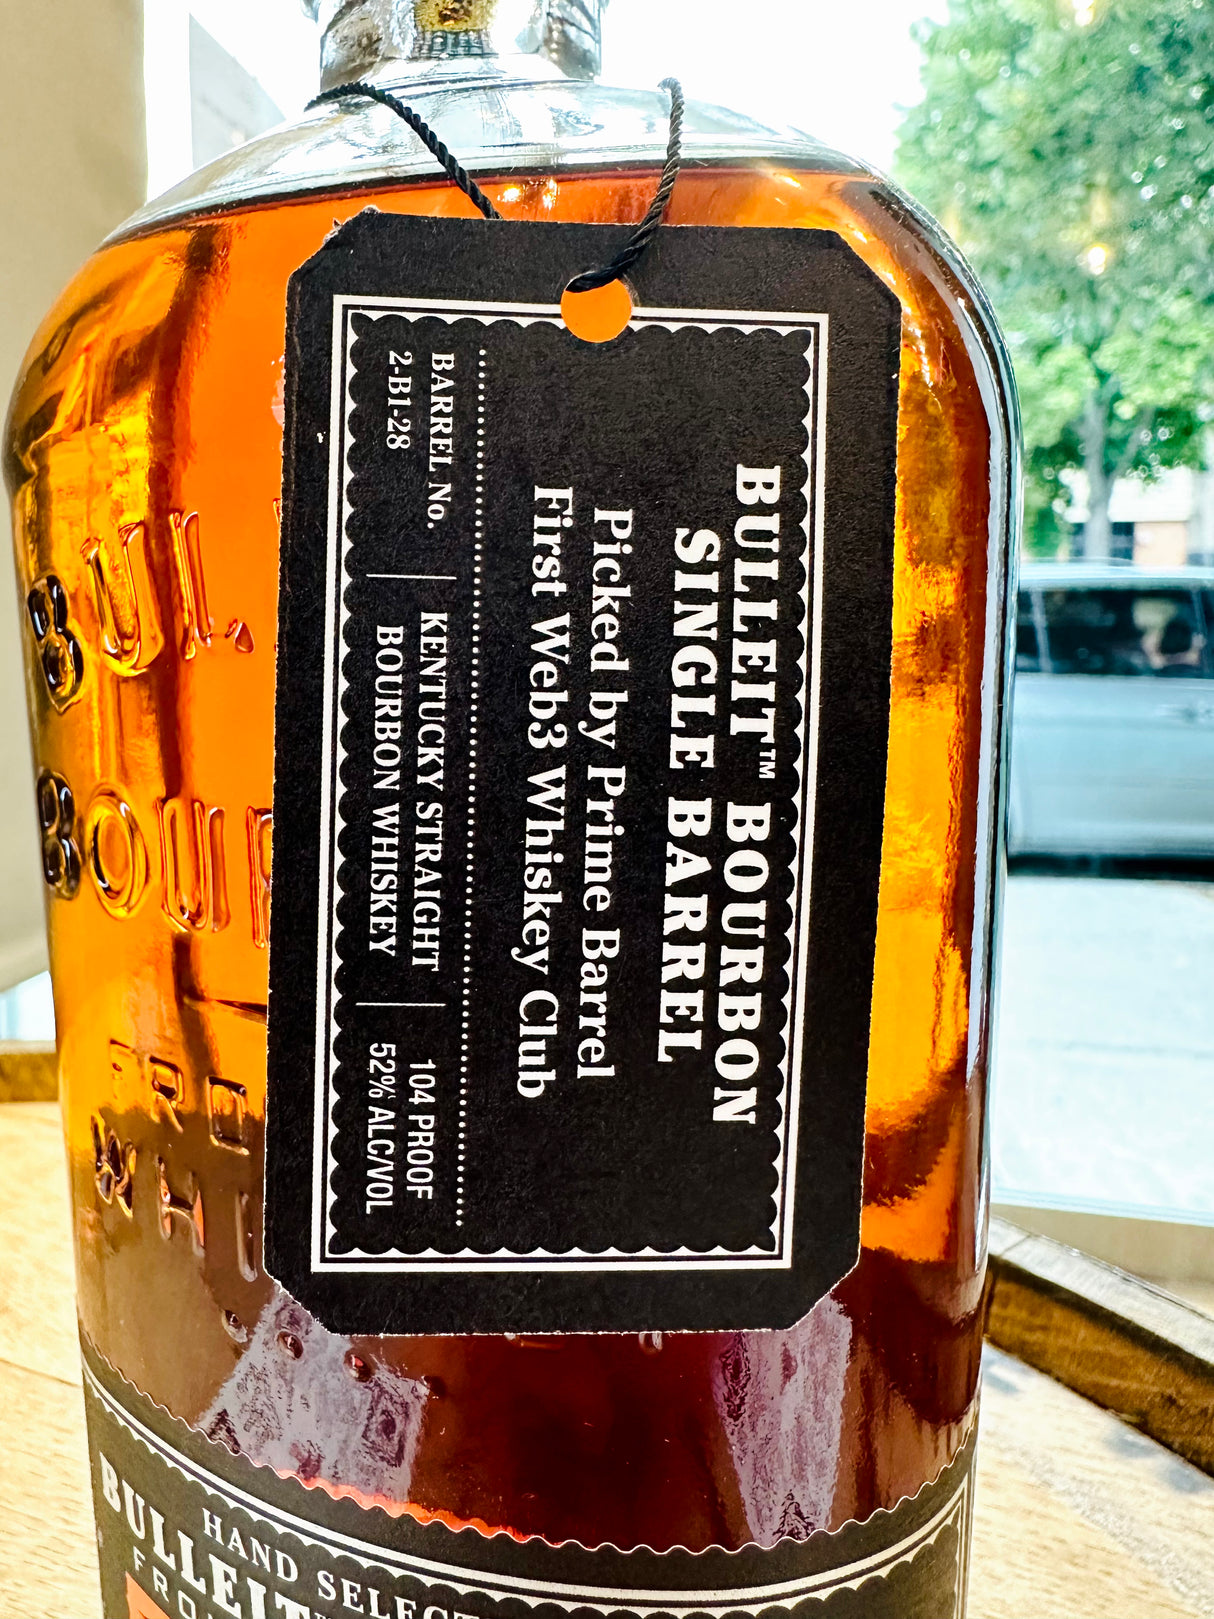 BULLEIT™ BOURBON
SINGLE BARREL
Picked by Prime Barrel
First Web3 Whiskey Club
BARREL No.
2-B1-28
KENTUCKY STRAIGHT
BOURBON WHISKEY
104 PROOF
52% ALC/VOL
HAND
BULLEIT